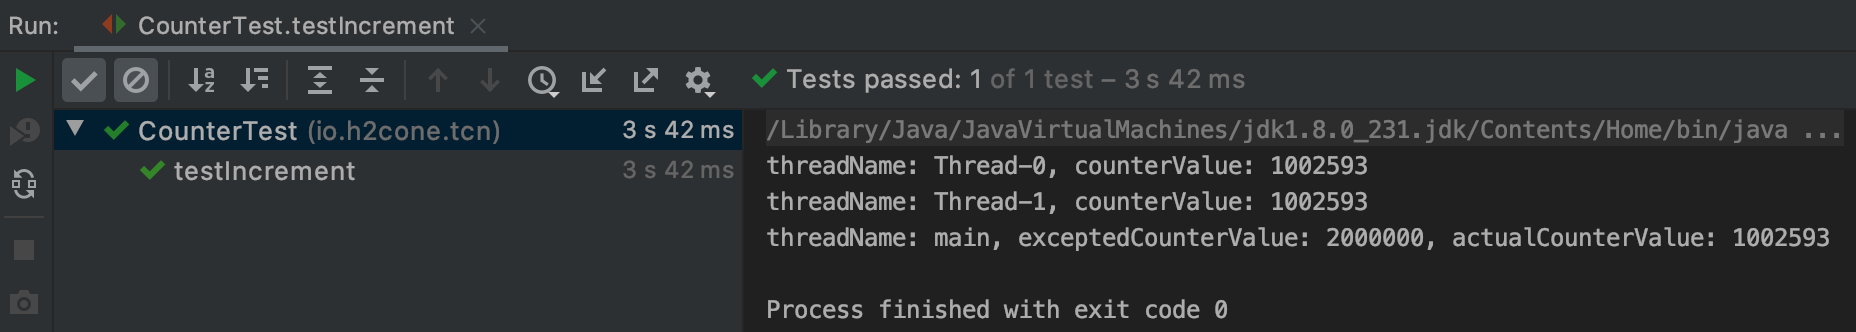 Run: CounterTest.testIncrement
Tests passed: 1 of 1 test – 3 s 42 ms
CounterTest (io.h2cone.tcn) 3 s 42 ms
testIncrement 3 s 42 ms
/Library/Java/JavaVirtualMachines/jdk1.8.0_231.jdk/Contents/Home/bin/java ...
threadName: Thread-0, counterValue: 1002593
threadName: Thread-1, counterValue: 1002593
threadName: main, exceptedCounterValue: 2000000, actualCounterValue: 1002593
Process finished with exit code 0